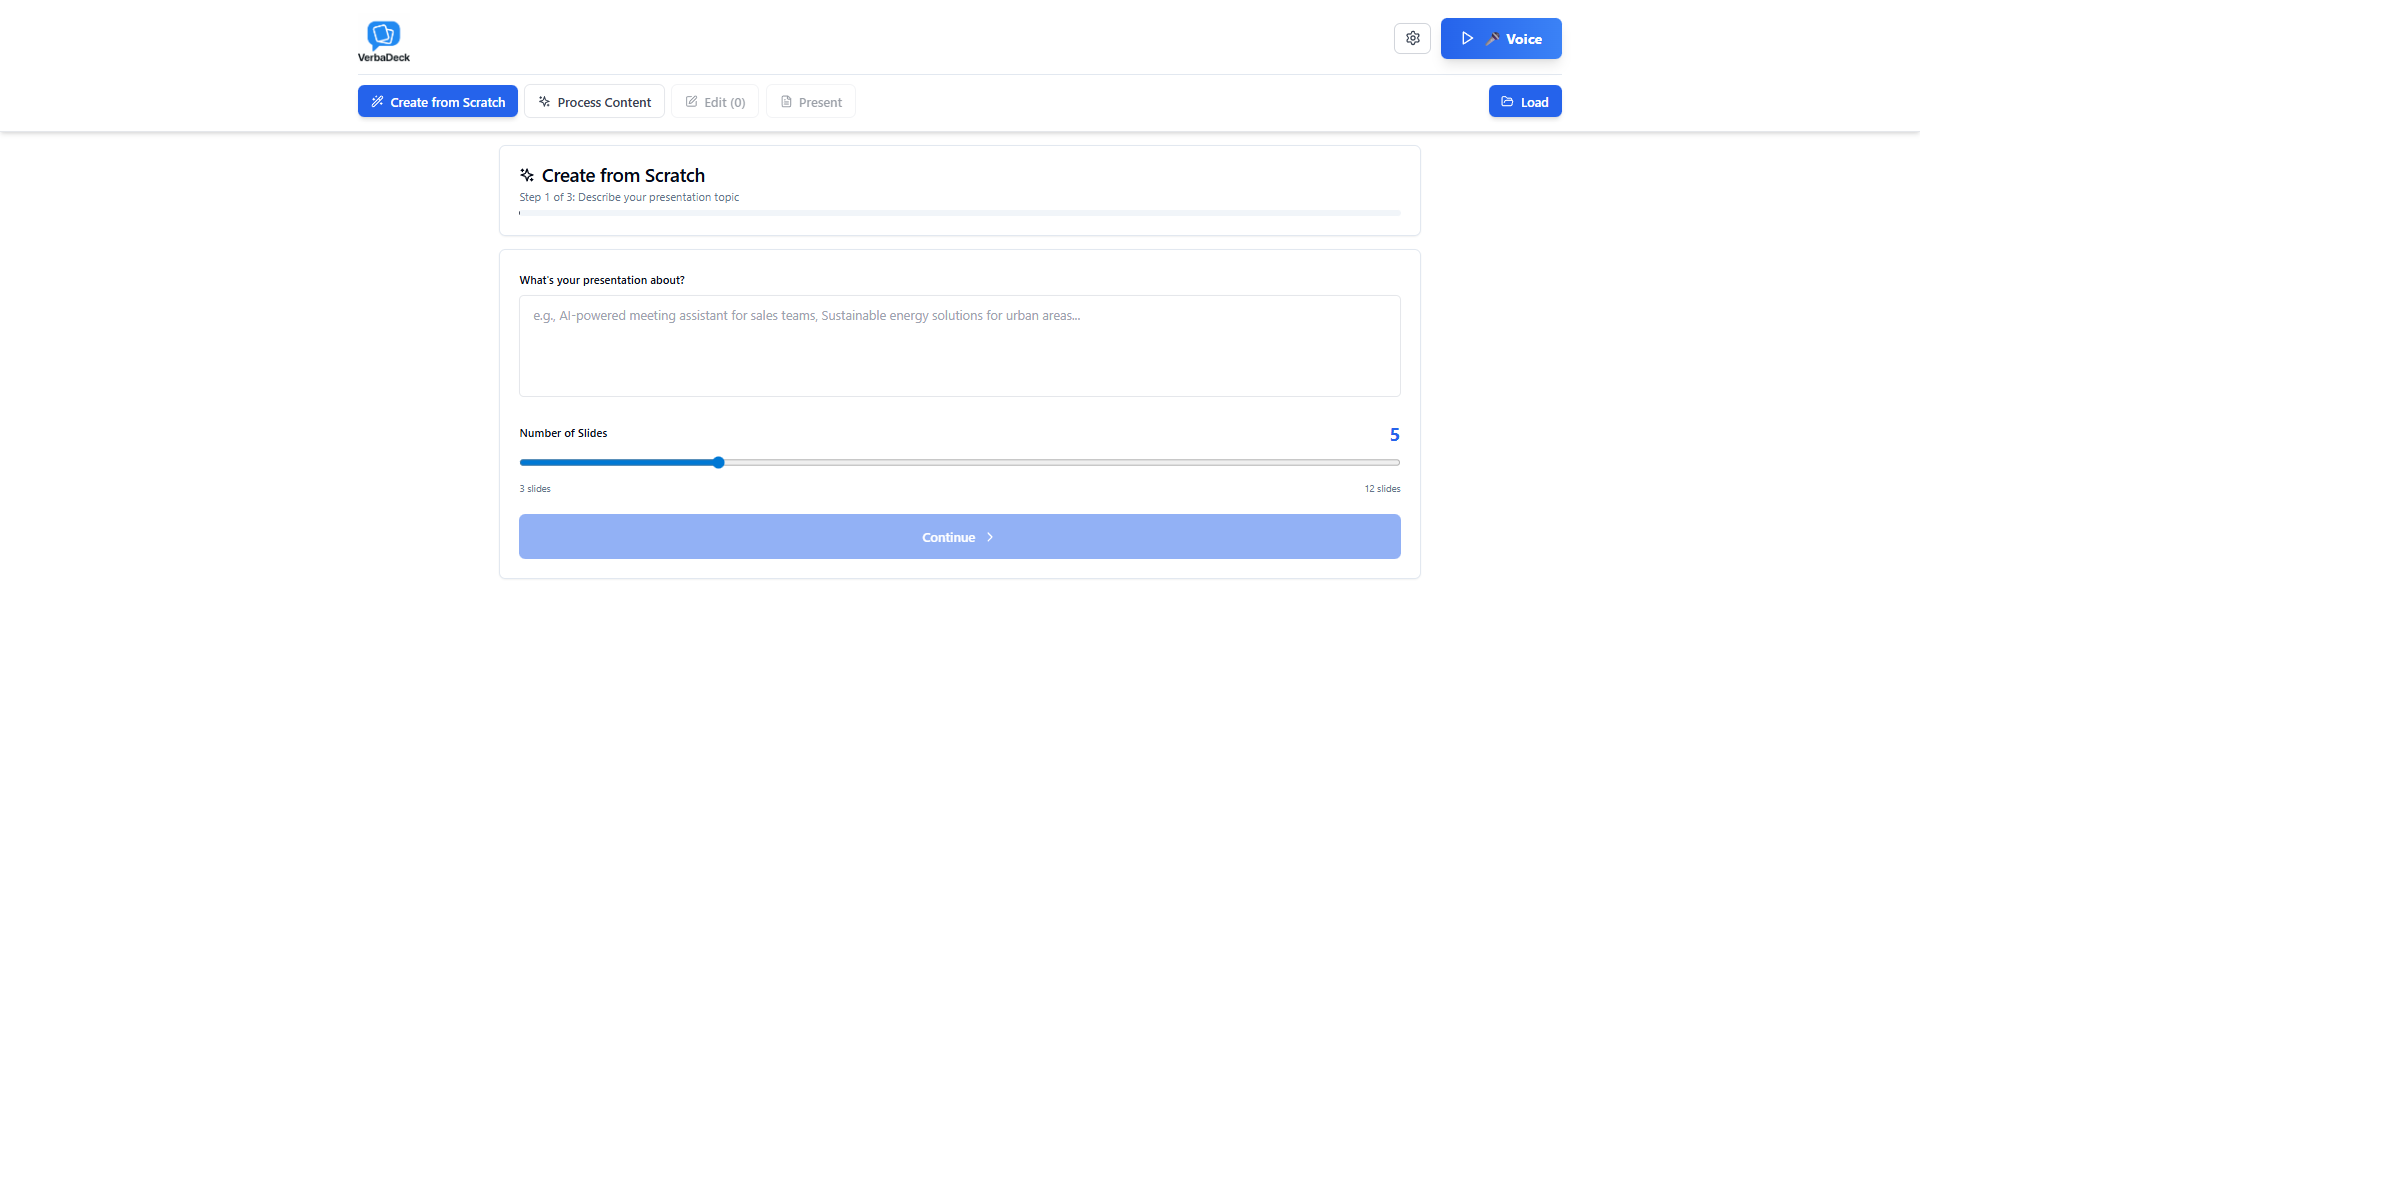 VerbaDeck
Voice
Create from Scratch
Process Content
Edit (0)
Present
Load
Create from Scratch
Step 1 of 3: Describe your presentation topic
What's your presentation about?
e.g., AI-powered meeting assistant for sales teams, Sustainable energy solutions for urban areas...
Number of Slides
5
3 slides
12 slides
Continue